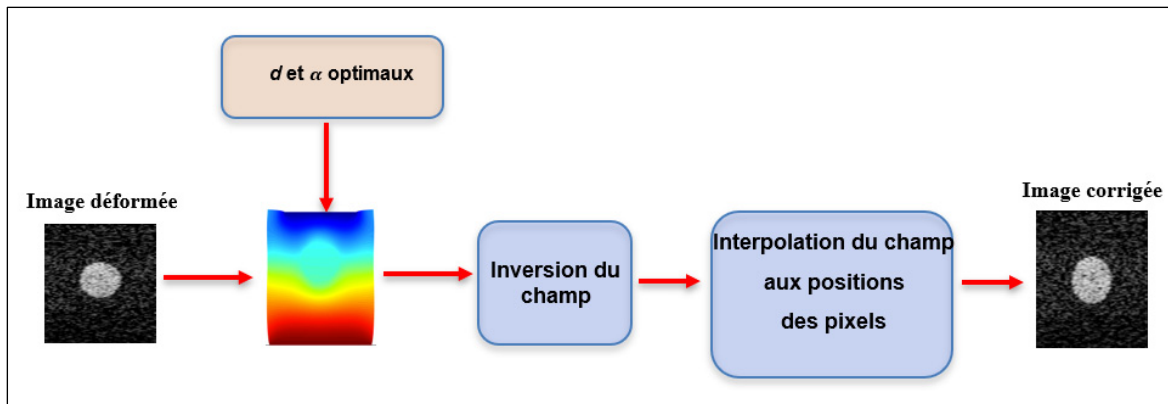 d et α optimaux
Image déformée
Inversion du
champ
Interpolation du champ
aux positions
des pixels
Image corrigée